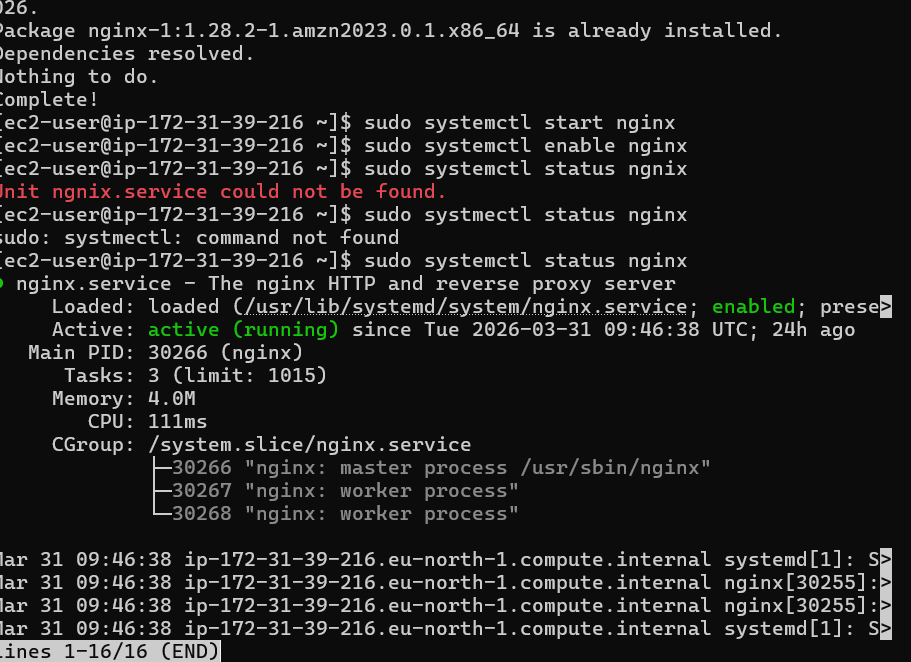 026.
Package nginx-1:1.28.2-1.amzn2023.0.1.x86_64 is already installed.
Dependencies resolved.
Nothing to do.
Complete!
[ec2-user@ip-172-31-39-216 ~]$ sudo systemctl start nginx
[ec2-user@ip-172-31-39-216 ~]$ sudo systemctl enable nginx
[ec2-user@ip-172-31-39-216 ~]$ sudo systemctl status ngnix
Unit ngnix.service could not be found.
[ec2-user@ip-172-31-39-216 ~]$ sudo systmectl status nginx
sudo: systmectl: command not found
[ec2-user@ip-172-31-39-216 ~]$ sudo systemctl status nginx
● nginx.service - The nginx HTTP and reverse proxy server
Loaded: loaded (/usr/lib/systemd/system/nginx.service; enabled; prese>
Active: active (running) since Tue 2026-03-31 09:46:38 UTC; 24h ago
Main PID: 30266 (nginx)
Tasks: 3 (limit: 1015)
Memory: 4.0M
CPU: 111ms
CGroup: /system.slice/nginx.service
├─30266 "nginx: master process /usr/sbin/nginx"
├─30267 "nginx: worker process"
└─30268 "nginx: worker process"
Mar 31 09:46:38 ip-172-31-39-216.eu-north-1.compute.internal systemd[1]: S>
Mar 31 09:46:38 ip-172-31-39-216.eu-north-1.compute.internal nginx[30255]:>
Mar 31 09:46:38 ip-172-31-39-216.eu-north-1.compute.internal nginx[30255]:>
Mar 31 09:46:38 ip-172-31-39-216.eu-north-1.compute.internal systemd[1]: S>
lines 1-16/16 (END)